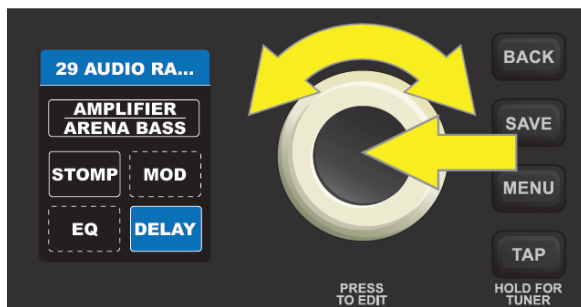 29 AUDIO RA...
AMPLIFIER
ARENA BASS
STOMP
MOD
EQ
DELAY
BACK
SAVE
MENU
TAP
PRESS
TO EDIT
HOLD FOR
TUNER